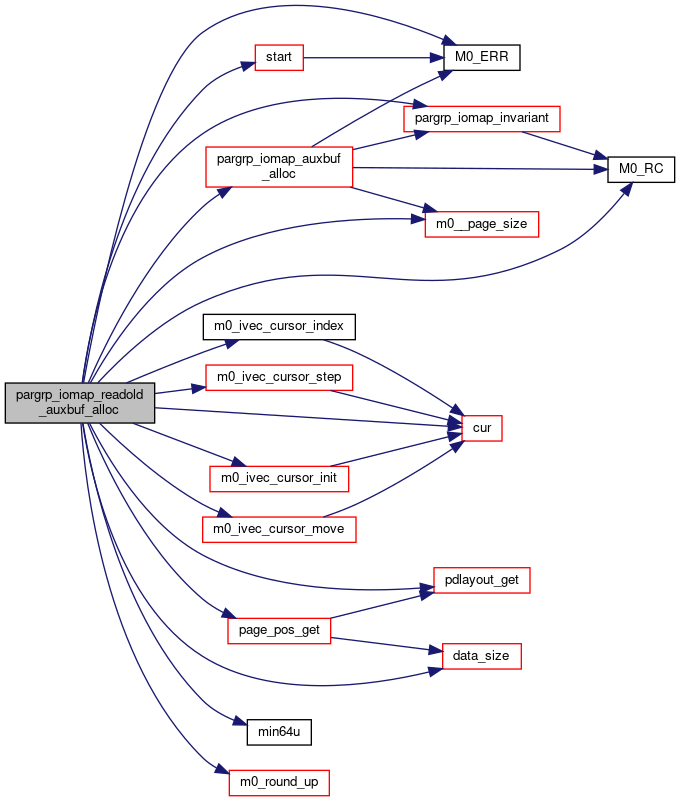 M0_ERR
start
pargrp_iomap_invariant
pargrp_iomap_auxbuf
_alloc
M0_RC
m0__page_size
m0_ivec_cursor_index
m0_ivec_cursor_step
pargrp_iomap_readold
_auxbuf_alloc
cur
m0_ivec_cursor_init
m0_ivec_cursor_move
pdlayout_get
page_pos_get
data_size
min64u
m0_round_up